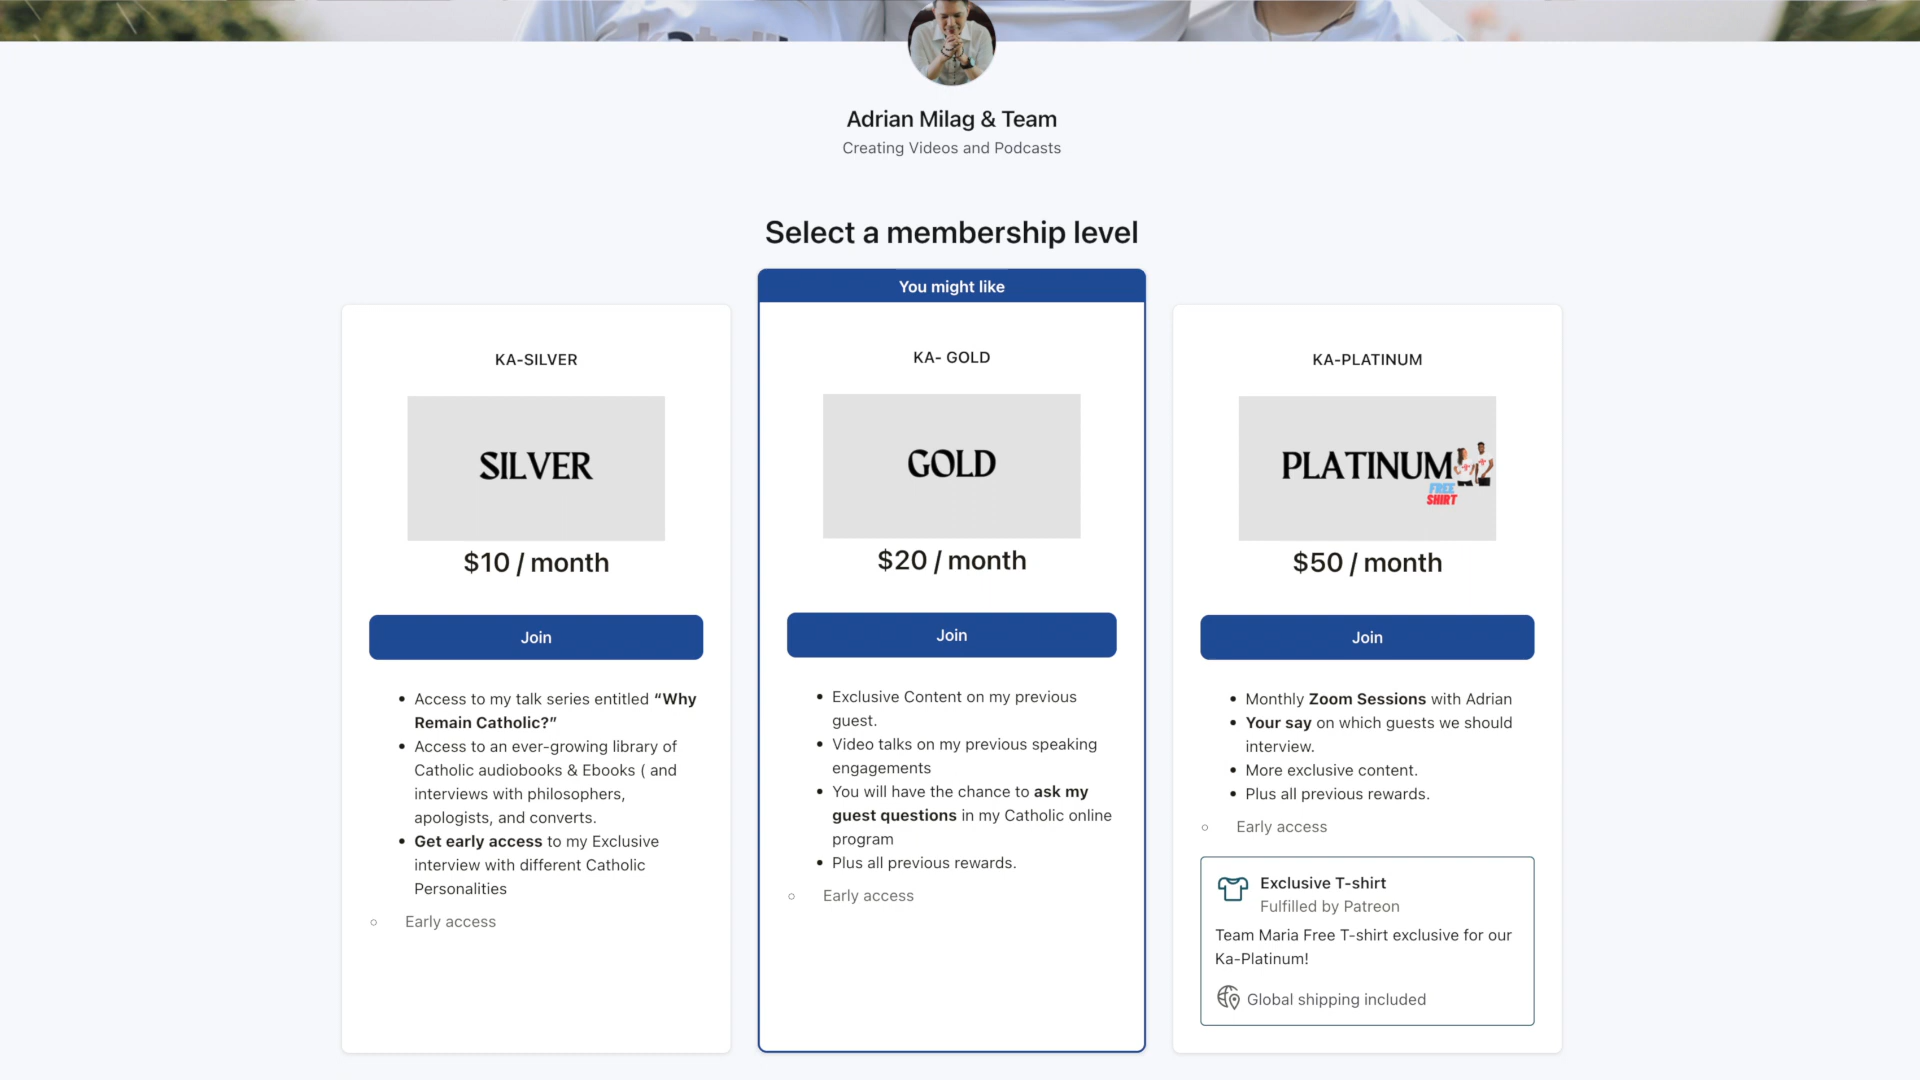 Adrian Milag & Team
Creating Videos and Podcasts
Select a membership level
You might like
KA-SILVER
SILVER
$10 / month
Join
• Access to my talk series entitled “Why
Remain Catholic?”
• Access to an ever-growing library of
Catholic audiobooks & Ebooks ( and
interviews with philosophers,
apologists, and converts.
• Get early access to my Exclusive
interview with different Catholic
Personalities
Early access
KA- GOLD
GOLD
$20 / month
Join
• Exclusive Content on my previous
guest.
• Video talks on my previous speaking
engagements
• You will have the chance to ask my
guest questions in my Catholic online
program
• Plus all previous rewards.
Early access
KA-PLATINUM
PLATINUM
FREE
SHIRT
$50 / month
Join
• Monthly Zoom Sessions with Adrian
• Your say on which guests we should
interview.
• More exclusive content.
• Plus all previous rewards.
Early access
Exclusive T-shirt
Fulfilled by Patreon
Team Maria Free T-shirt exclusive for our
Ka-Platinum!
Global shipping included